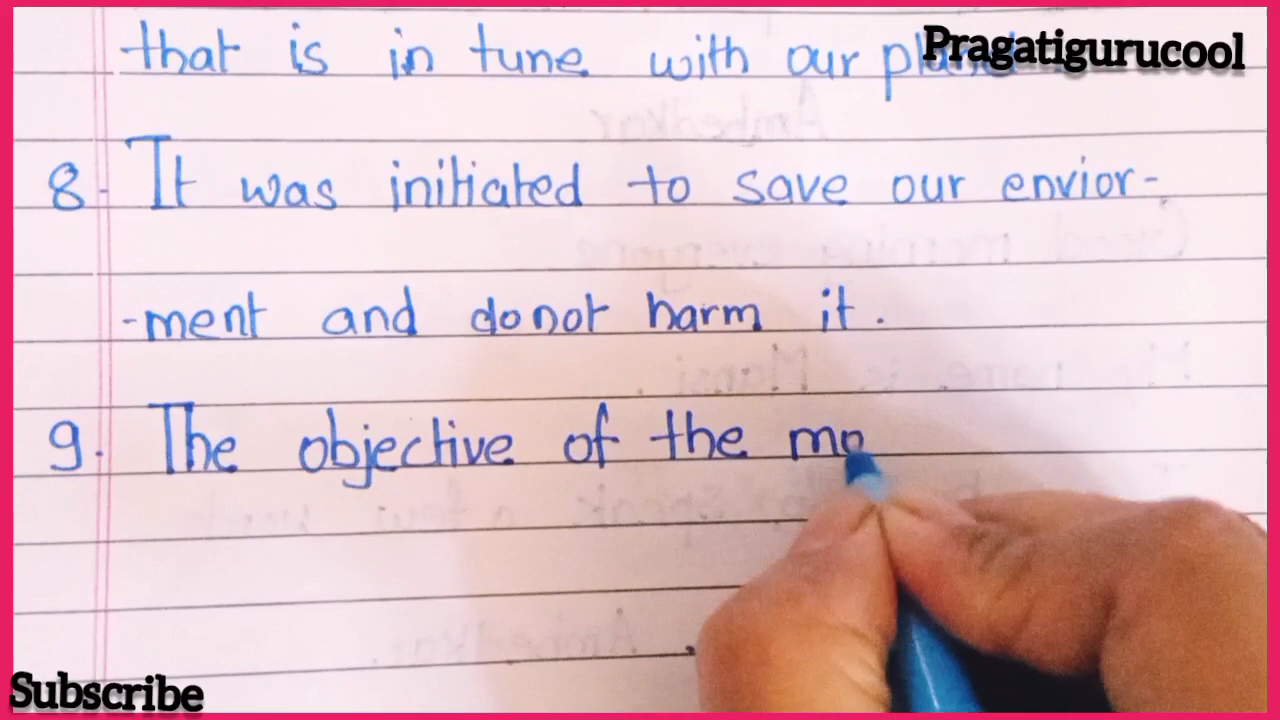 that is in tune with our
Pragatigurucool
8. It was initiated to save our envior-
-ment and donot harm it.
9. The objective of the mo
Subscribe